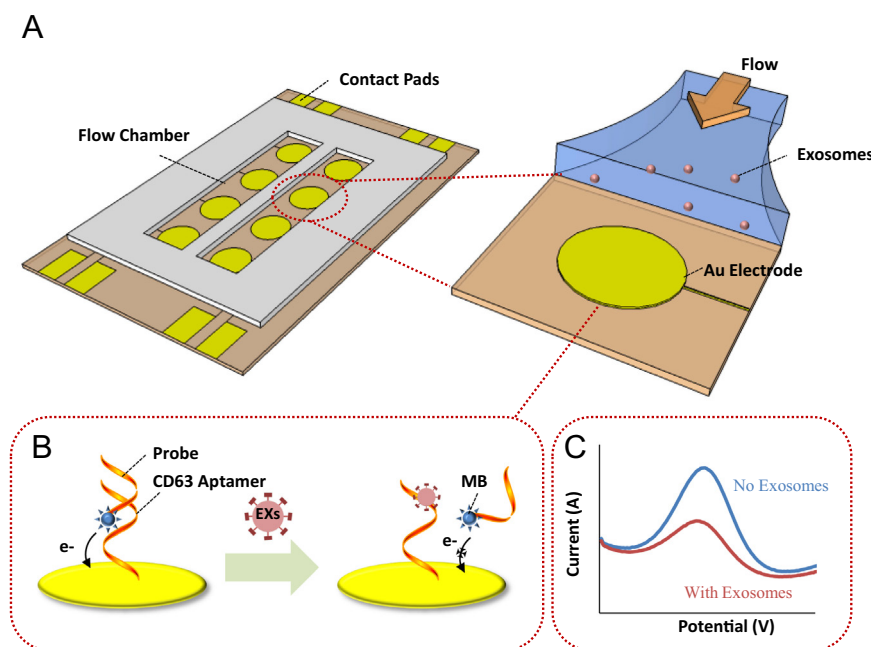 A
Contact Pads
Flow Chamber
Flow
Exosomes
Au Electrode
B
Probe
CD63 Aptamer
e-
EXs
MB
e-
C
No Exosomes
With Exosomes
Current (A)
Potential (V)